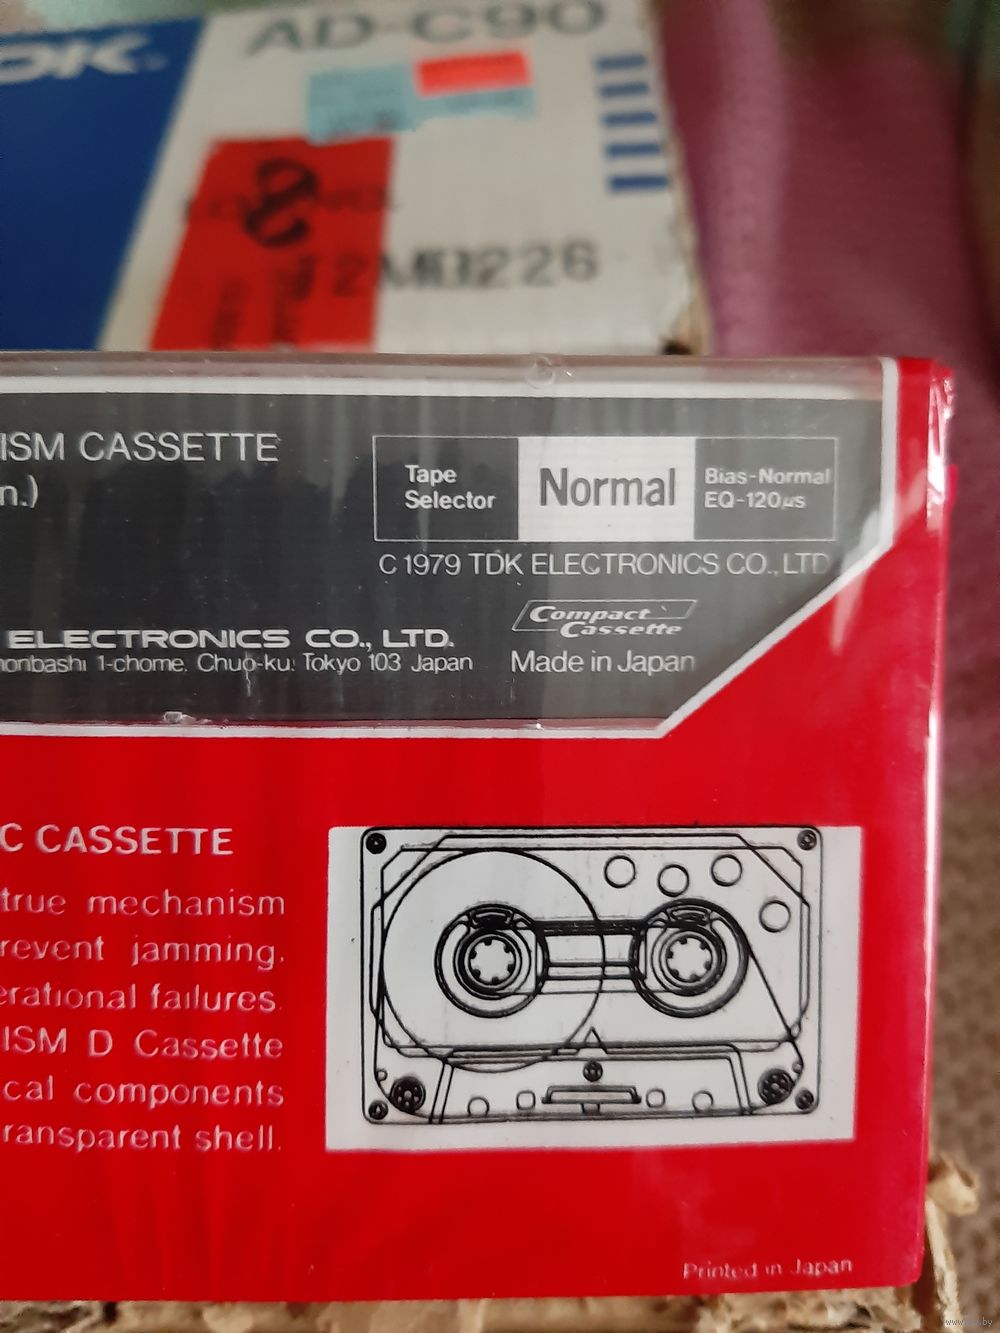 DK
AD-C90
2MD226
ISM CASSETTE
n.)
Tape
Selector
Normal
Bias-Normal
EQ-120µs
C 1979 TDK ELECTRONICS CO., LTD
Compact
Cassette
ELECTRONICS CO., LTD.
honbashi 1-chome, Chuo-ku, Tokyo 103 Japan
Made in Japan
C CASSETTE
true mechanism
revent jamming,
erational failures.
ISM D Cassette
cal components
ransparent shell.
Printed in Japan